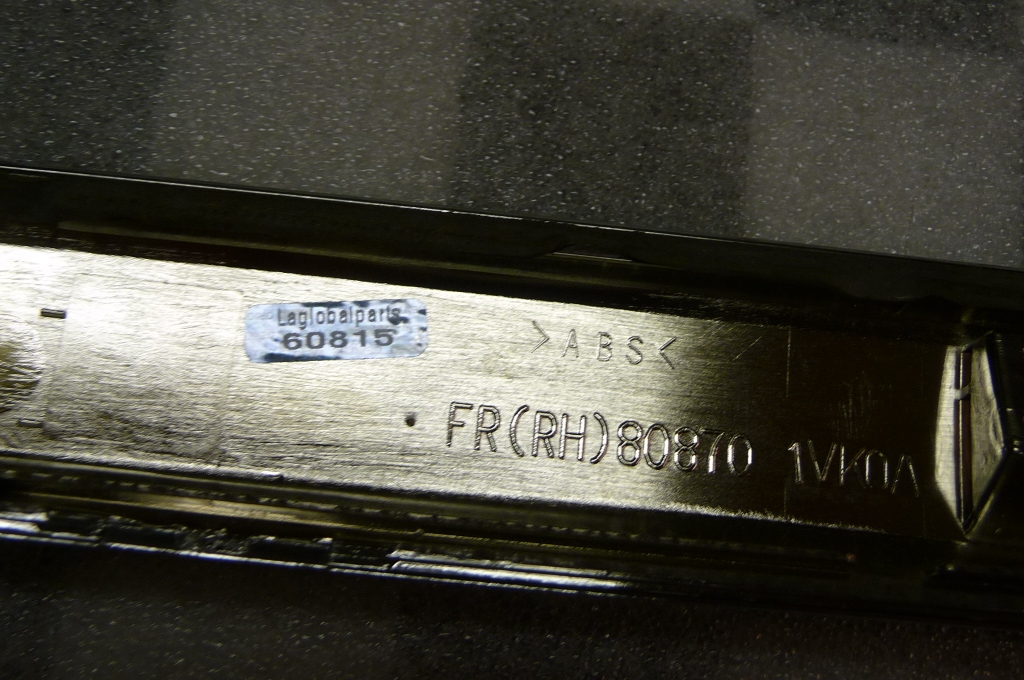 Laglobalparts
60815
>ABS<
FR(RH)80870 1VK0A